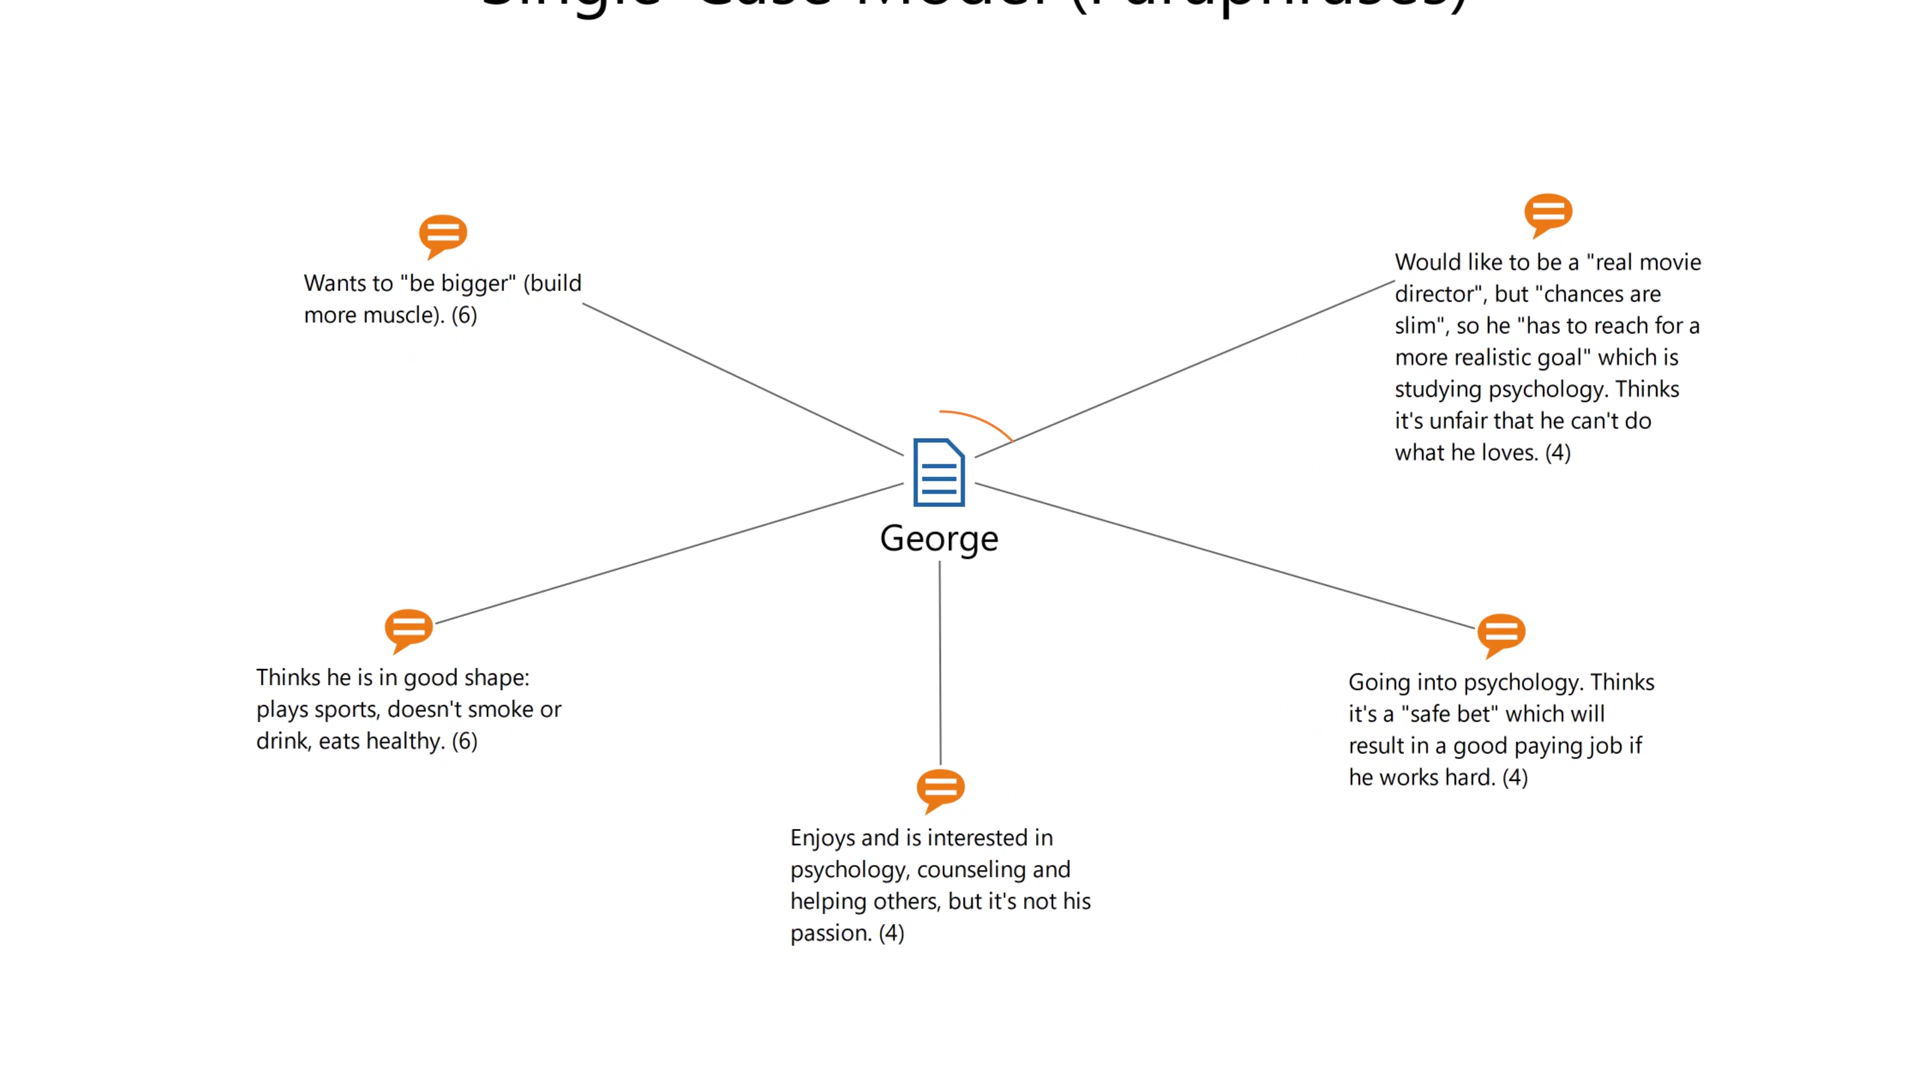 Single-Case Model (Paraphrases)
Wants to "be bigger" (build
more muscle). (6)
Would like to be a "real movie
director", but "chances are
slim", so he "has to reach for a
more realistic goal" which is
studying psychology. Thinks
it's unfair that he can't do
what he loves. (4)
George
Thinks he is in good shape:
plays sports, doesn't smoke or
drink, eats healthy. (6)
Going into psychology. Thinks
it's a "safe bet" which will
result in a good paying job if
he works hard. (4)
Enjoys and is interested in
psychology, counseling and
helping others, but it's not his
passion. (4)